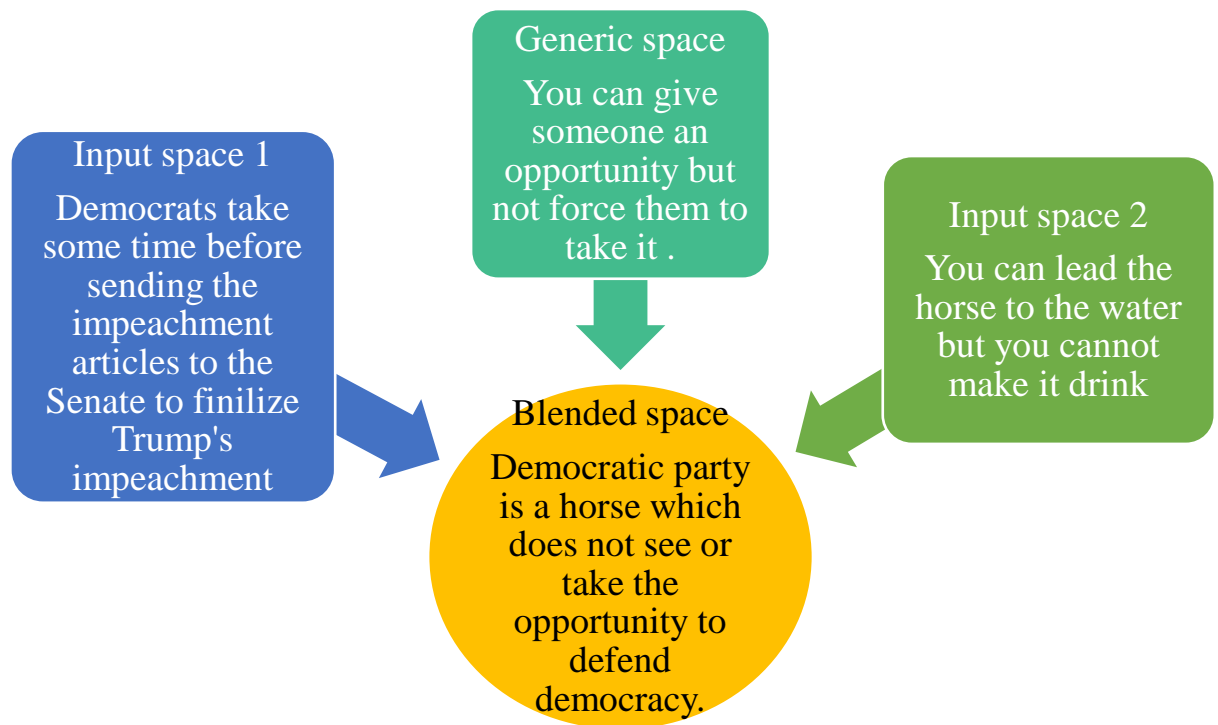 Generic space
You can give
someone an
opportunity but
not force them to
take it .
Input space 1
Democrats take
some time before
sending the
impeachment
articles to the
Senate to finilize
Trump's
impeachment
Input space 2
You can lead the
horse to the water
but you cannot
make it drink
Blended space
Democratic party
is a horse which
does not see or
take the
opportunity to
defend
democracy.